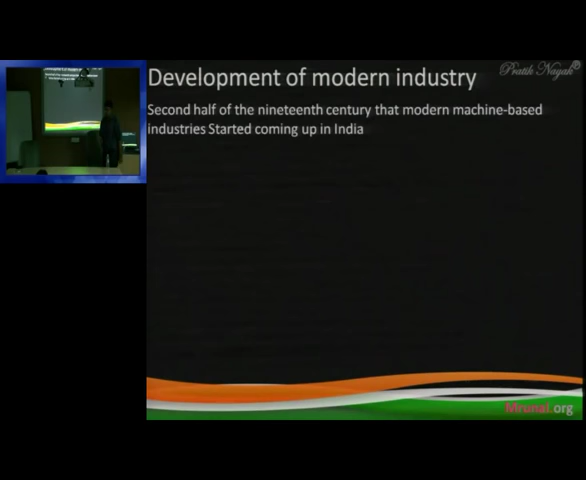 Pratik Nayak
Development of modern industry
Second half of the nineteenth century that modern machine-based
industries Started coming up in India
Mrunal.org